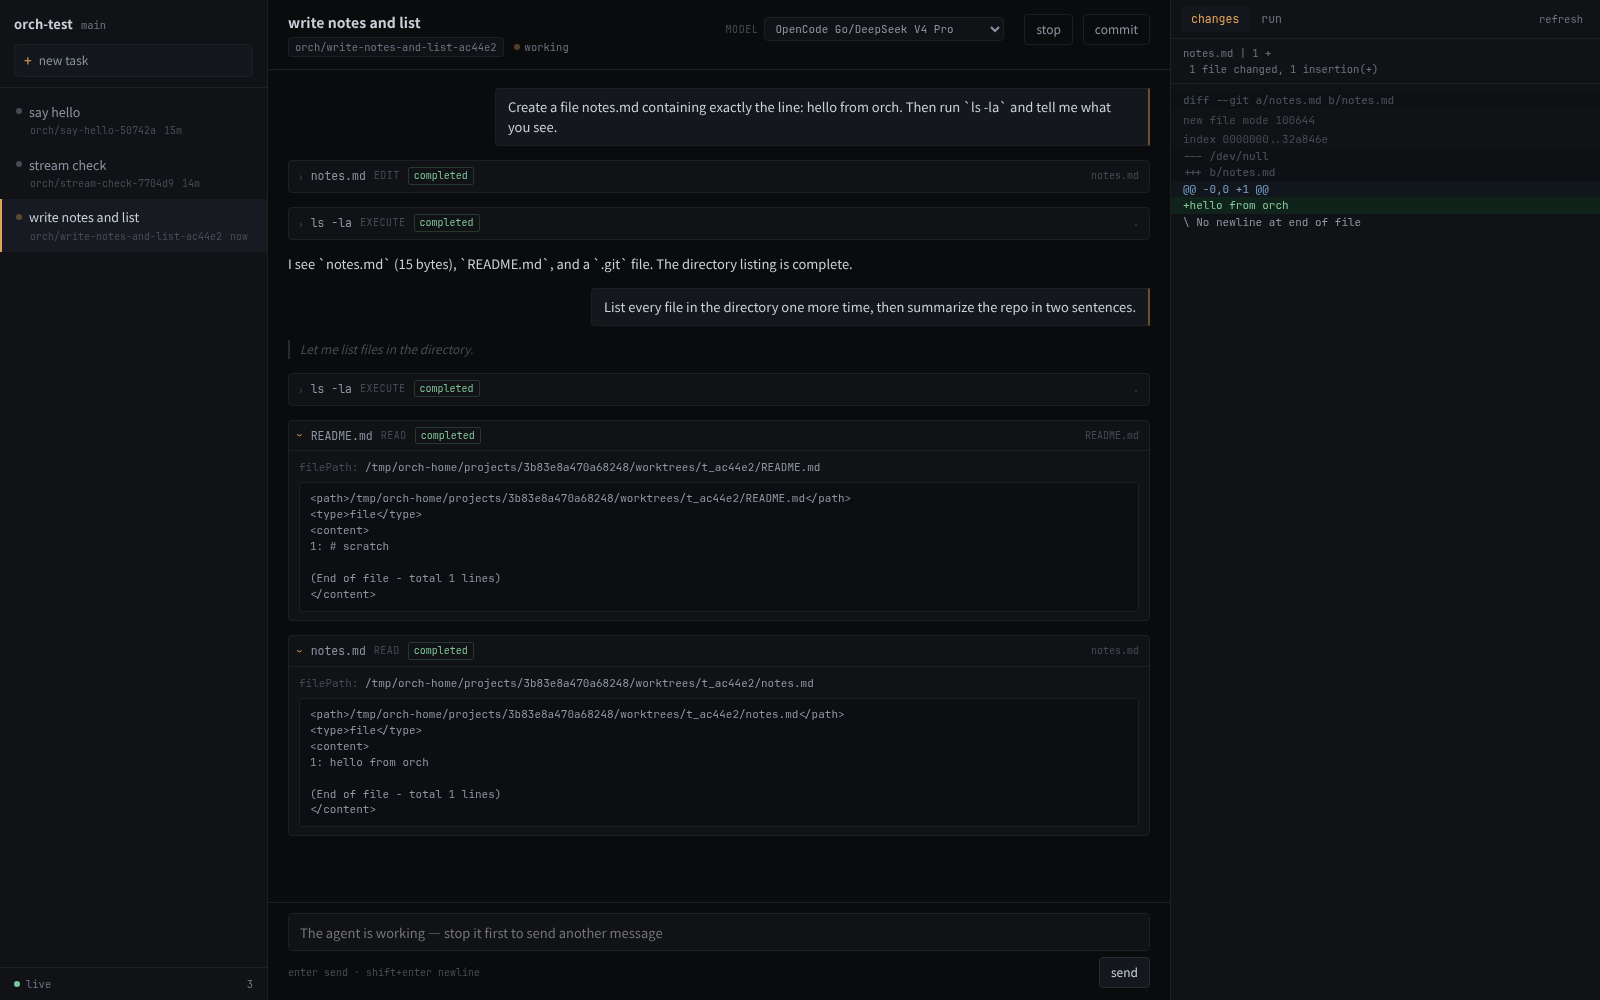 orch-test main
+ new task
say hello
orch/say-hello-50742a 15m
stream check
orch/stream-check-7704d9 14m
write notes and list
orch/write-notes-and-list-ac44e2 now
live 3
write notes and list
orch/write-notes-and-list-ac44e2 working
MODEL OpenCode Go/DeepSeek V4 Pro
stop
commit
Create a file notes.md containing exactly the line: hello from orch. Then run `ls -la` and tell me what
you see.
› notes.md EDIT completed notes.md
› ls -la EXECUTE completed .
I see `notes.md` (15 bytes), `README.md`, and a `.git` file. The directory listing is complete.
List every file in the directory one more time, then summarize the repo in two sentences.
Let me list files in the directory.
› ls -la EXECUTE completed .
README.md READ completed README.md
filePath: /tmp/orch-home/projects/3b83e8a470a68248/worktrees/t_ac44e2/README.md
<path>/tmp/orch-home/projects/3b83e8a470a68248/worktrees/t_ac44e2/README.md</path>
<type>file</type>
<content>
1: # scratch
(End of file - total 1 lines)
</content>
notes.md READ completed notes.md
filePath: /tmp/orch-home/projects/3b83e8a470a68248/worktrees/t_ac44e2/notes.md
<path>/tmp/orch-home/projects/3b83e8a470a68248/worktrees/t_ac44e2/notes.md</path>
<type>file</type>
<content>
1: hello from orch
(End of file - total 1 lines)
</content>
The agent is working — stop it first to send another message
enter send · shift+enter newline
send
changes run refresh
notes.md | 1 +
1 file changed, 1 insertion(+)
diff --git a/notes.md b/notes.md
new file mode 100644
index 0000000..32a846e
--- /dev/null
+++ b/notes.md
@@ -0,0 +1 @@
+hello from orch
\ No newline at end of file